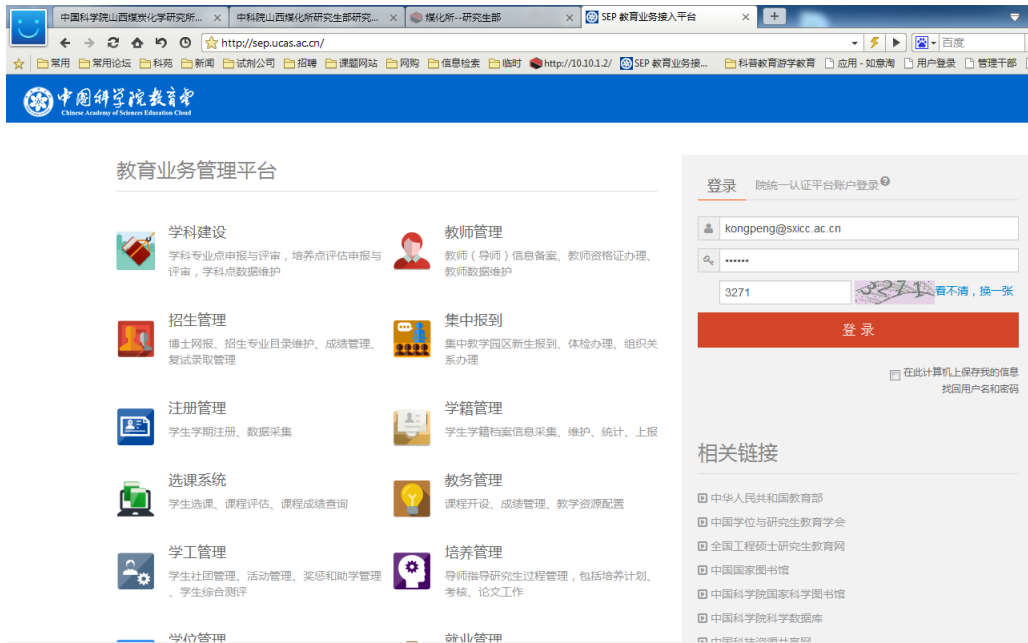 中国科学院山西煤炭化学研究所...
中科院山西煤化所研究生部研究...
煤化所--研究生部
SEP 教育业务接入平台
http://sep.ucas.ac.cn/
百度
常用 常用论坛 科苑 新闻 试剂公司 招聘 课题网站 网购 信息检索 临时 http://10.10.1.2/ SEP 教育业务接... 科普教育游学教育 应用 - 如意淘 用户登录 管理干部
中国科学院教育云
Chinese Academy of Sciences Education Cloud
教育业务管理平台
学科建设
学科专业点申报与评审，培养点评估申报与
评审，学科点数据维护
教师管理
教师（导师）信息备案、教师资格证办理、
教师数据维护
招生管理
博士网报、招生专业目录维护、成绩管理、
复试录取管理
集中报到
集中教学园区新生报到、体检办理、组织关
系办理
注册管理
学生学期注册、数据采集
学籍管理
学生学籍档案信息采集、维护、统计、上报
选课系统
学生选课、课程评估、课程成绩查询
教务管理
课程开设、成绩管理、教学资源配置
学工管理
学生社团管理、活动管理、奖惩和助学管理
、学生综合测评
培养管理
导师指导研究生过程管理，包括培养计划、
考核、论文工作
学位管理
就业管理
登录 院统一认证平台账户登录
kongpeng@sxicc.ac.cn
••••••
3271
3271 看不清，换一张
登 录
在此计算机上保存我的信息
找回用户名和密码
相关链接
中华人民共和国教育部
中国学位与研究生教育学会
全国工程硕士研究生教育网
中国国家图书馆
中国科学院国家科学图书馆
中国科学院科学数据库
中国科技资源共享网